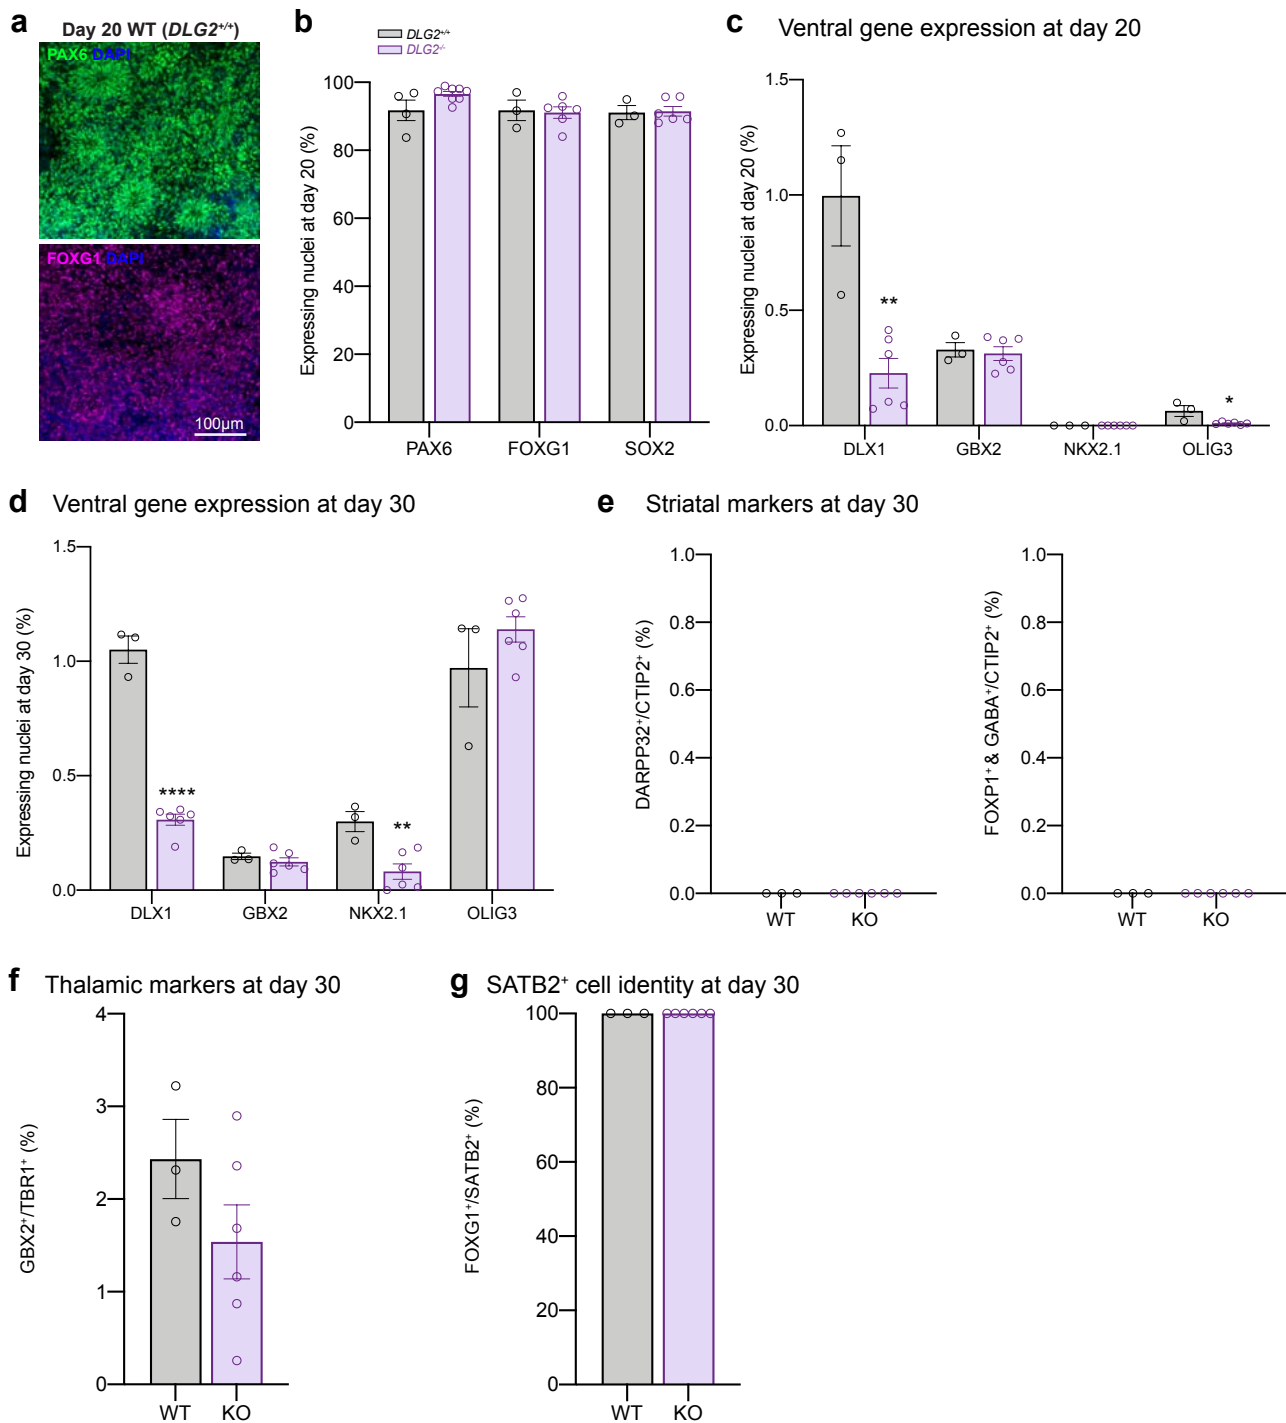 a
Day 20 WT (DLG2+/+)
PAX6 DAPI
FOXG1 DAPI
100µm
b
DLG2+/+
DLG2-/-
Expressing nuclei at day 20 (%)
100
80
60
40
20
0
PAX6 FOXG1 SOX2
c Ventral gene expression at day 20
Expressing nuclei at day 20 (%)
1.5
1.0
0.5
0.0
**
*
DLX1 GBX2 NKX2.1 OLIG3
d Ventral gene expression at day 30
Expressing nuclei at day 30 (%)
1.5
1.0
0.5
0.0
****
**
DLX1 GBX2 NKX2.1 OLIG3
e Striatal markers at day 30
DARPP32+/CTIP2+ (%)
1.0
0.8
0.6
0.4
0.2
0.0
WT KO
FOXP1+ & GABA+/CTIP2+ (%)
1.0
0.8
0.6
0.4
0.2
0.0
WT KO
f Thalamic markers at day 30
GBX2+/TBR1+ (%)
4
3
2
1
0
WT KO
g SATB2+ cell identity at day 30
FOXG1+/SATB2+ (%)
100
80
60
40
20
0
WT KO